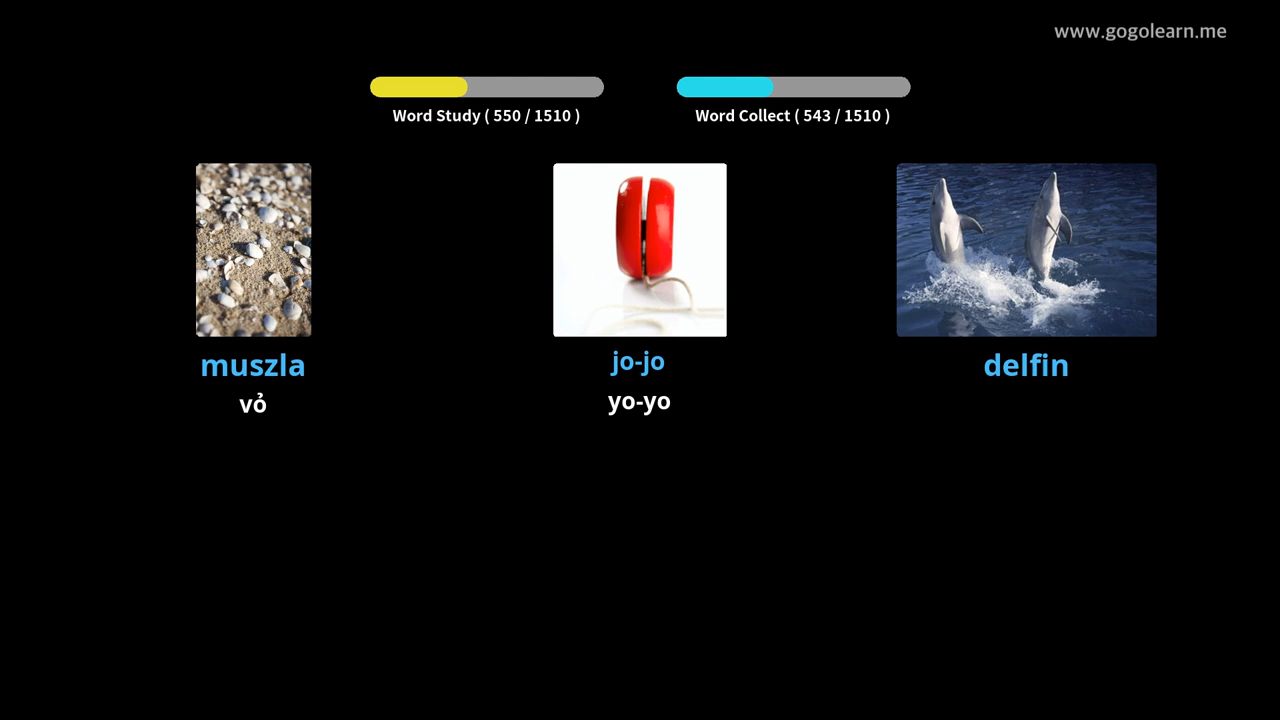 www.gogolearn.me
Word Study ( 550 / 1510 )
Word Collect ( 543 / 1510 )
muszla
jo-jo
delfin
vỏ
yo-yo